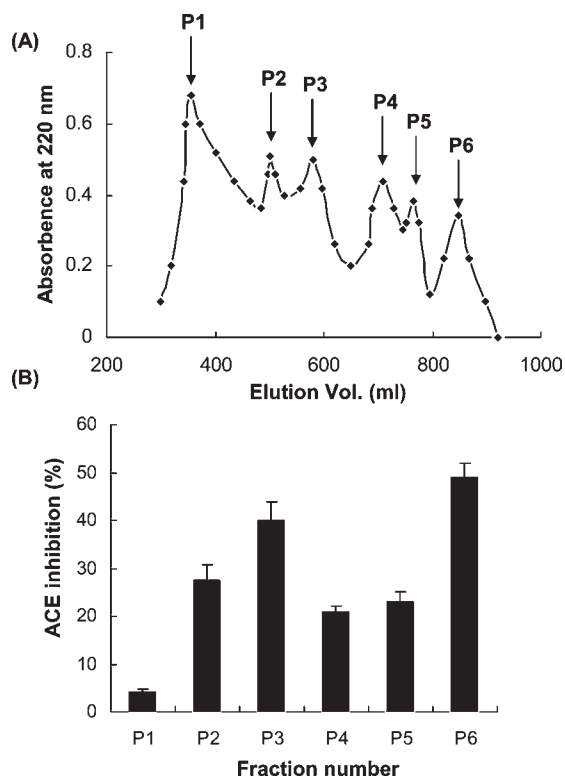 (A)
P1
P2
P3
P4
P5
P6
Absorbence at 220 nm
0.8
0.6
0.4
0.2
0
200 400 600 800 1000
Elution Vol. (ml)
(B)
ACE inhibition (%)
60
50
40
30
20
10
0
P1 P2 P3 P4 P5 P6
Fraction number